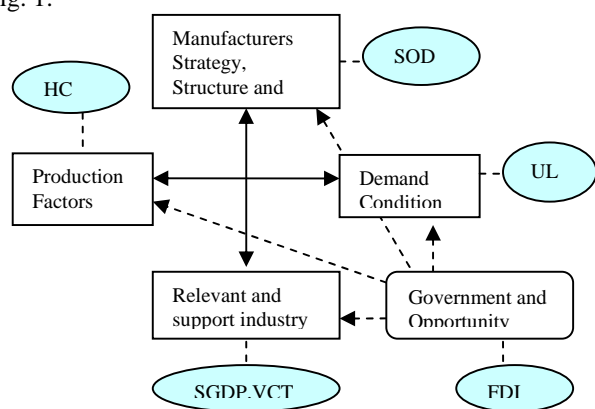 Fig. 1.
Manufacturers
Strategy,
Structure and
SOD
HC
Production
Factors
Demand
Condition
UL
Relevant and
support industry
Government and
Opportunity
SGDP,VCT
FDI